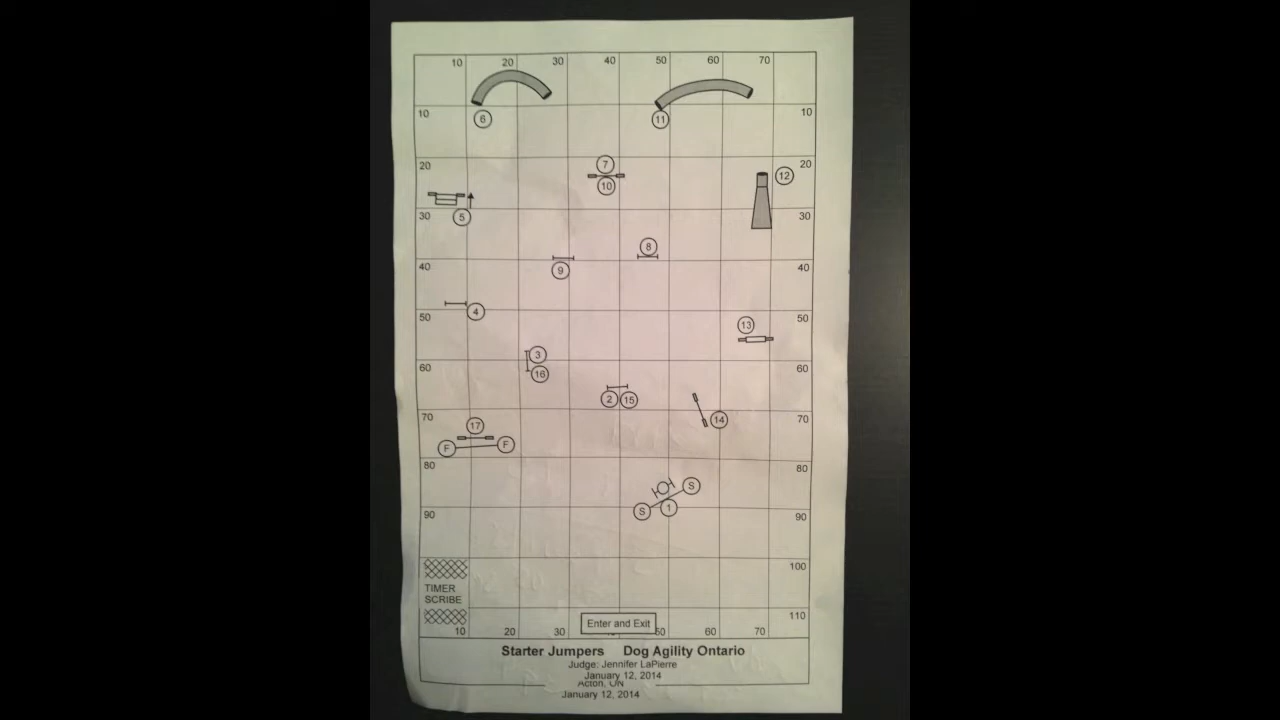 10 20 30 40 50 60 70
10 10
6 11
20 7 20
12
10
5 30 30
8
9 40 40
4 50 13 50
3
60 16 60
2 15
70 14 70
17
F F
80 80
S
S 1
90 90
100
TIMER
SCRIBE
110
Enter and Exit
10 20 30 60 70
Starter Jumpers Dog Agility Ontario
Judge: Jennifer LaPierre
January 12, 2014
Acton, ON
January 12, 2014